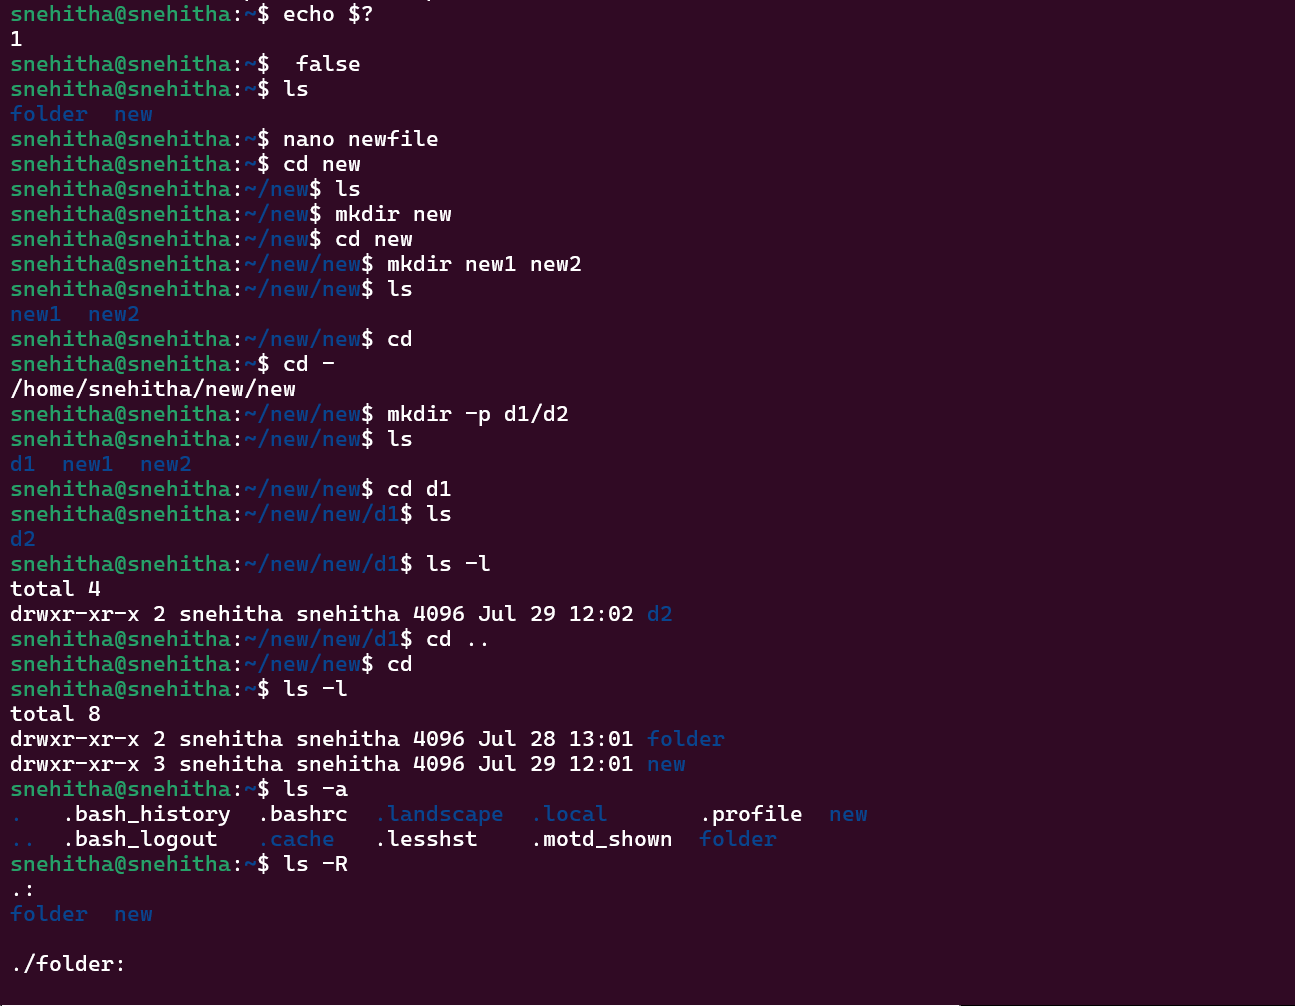 snehitha@snehitha:~$ echo $?
1
snehitha@snehitha:~$  false
snehitha@snehitha:~$ ls
folder  new
snehitha@snehitha:~$ nano newfile
snehitha@snehitha:~$ cd new
snehitha@snehitha:~/new$ ls
snehitha@snehitha:~/new$ mkdir new
snehitha@snehitha:~/new$ cd new
snehitha@snehitha:~/new/new$ mkdir new1 new2
snehitha@snehitha:~/new/new$ ls
new1  new2
snehitha@snehitha:~/new/new$ cd
snehitha@snehitha:~$ cd -
/home/snehitha/new/new
snehitha@snehitha:~/new/new$ mkdir -p d1/d2
snehitha@snehitha:~/new/new$ ls
d1  new1  new2
snehitha@snehitha:~/new/new$ cd d1
snehitha@snehitha:~/new/new/d1$ ls
d2
snehitha@snehitha:~/new/new/d1$ ls -l
total 4
drwxr-xr-x 2 snehitha snehitha 4096 Jul 29 12:02 d2
snehitha@snehitha:~/new/new/d1$ cd ..
snehitha@snehitha:~/new/new$ cd
snehitha@snehitha:~$ ls -l
total 8
drwxr-xr-x 2 snehitha snehitha 4096 Jul 28 13:01 folder
drwxr-xr-x 3 snehitha snehitha 4096 Jul 29 12:01 new
snehitha@snehitha:~$ ls -a
.   .bash_history  .bashrc  .landscape  .local       .profile  new
..  .bash_logout   .cache   .lesshst    .motd_shown  folder
snehitha@snehitha:~$ ls -R
.:
folder  new

./folder: